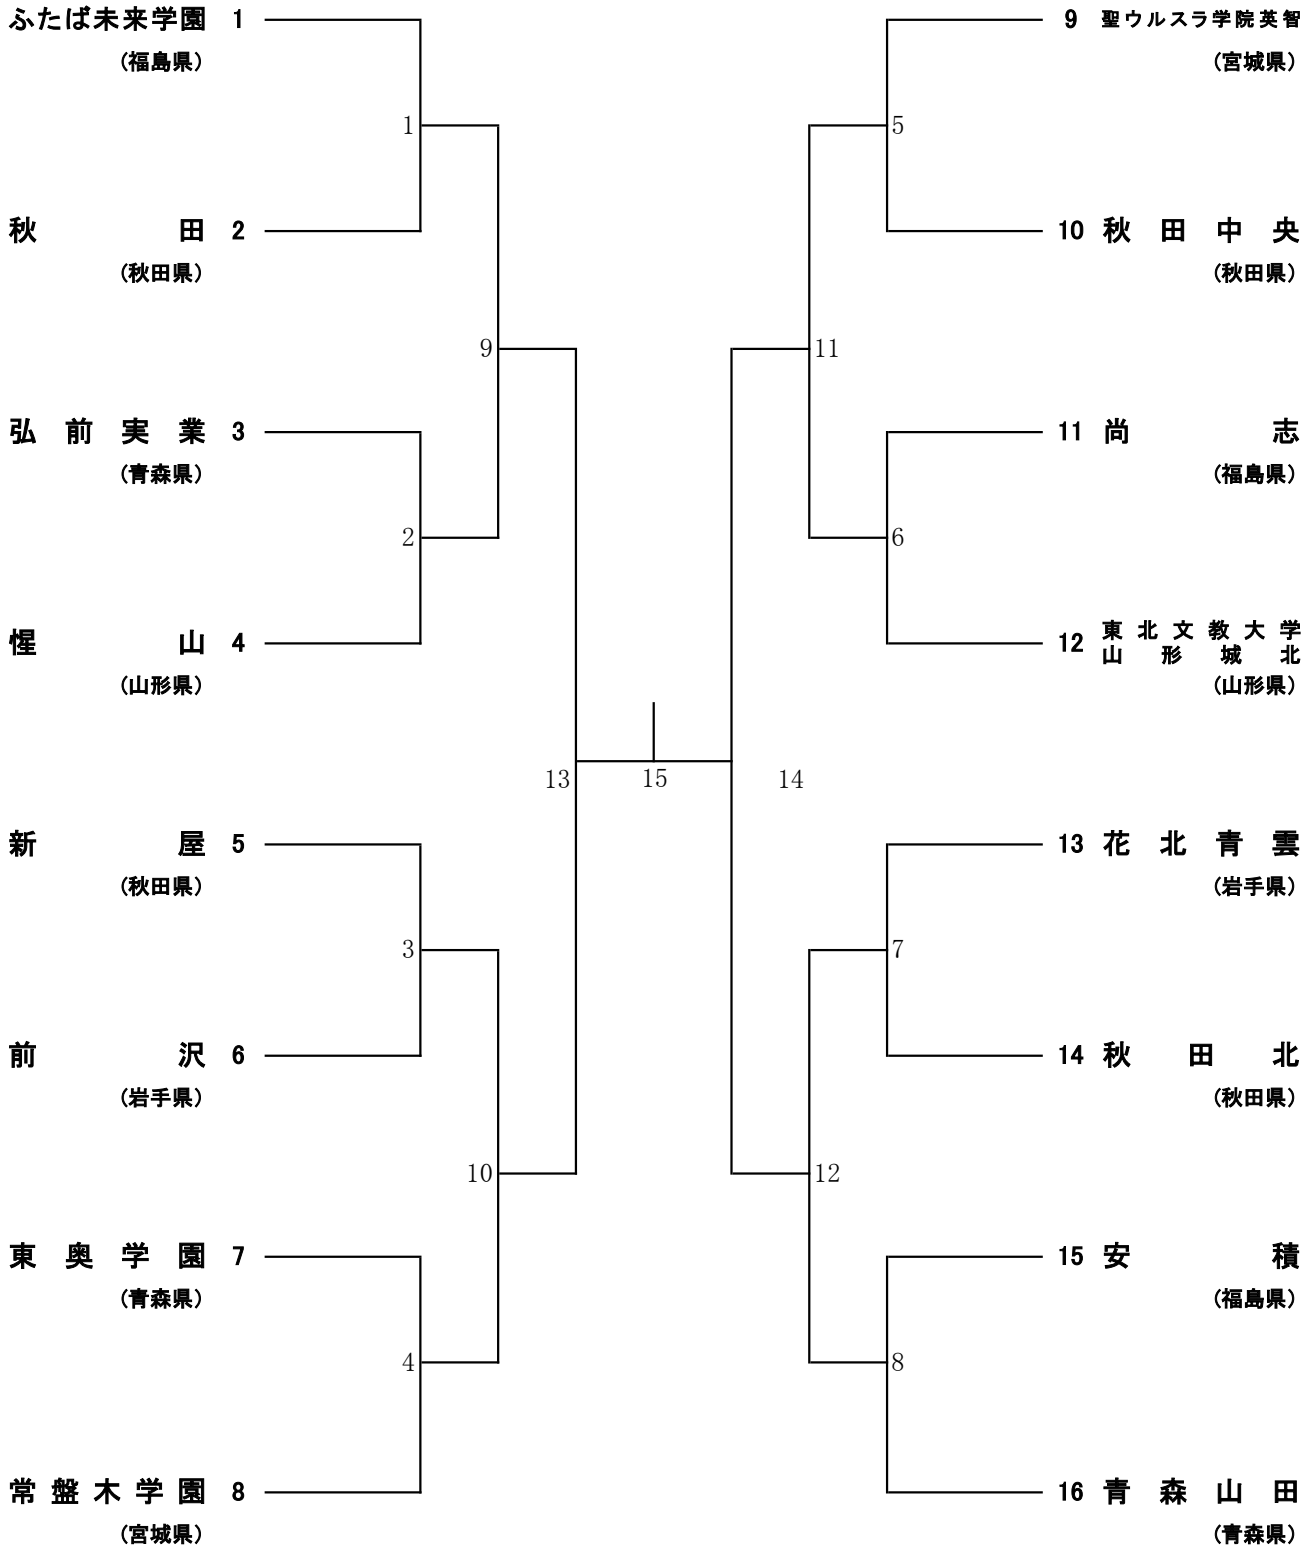 ふたば未来学園 1
（福島県）
1
秋田 2
（秋田県）
9
弘前実業 3
（青森県）
2
惺山 4
（山形県）
13
新屋 5
（秋田県）
3
前沢 6
（岩手県）
10
東奥学園 7
（青森県）
4
常盤木学園 8
（宮城県）
15
9 聖ウルスラ学院英智
（宮城県）
5
10 秋田中央
（秋田県）
11
11 尚志
（福島県）
6
12 東北文教大学
山形城北
（山形県）
14
13 花北青雲
（岩手県）
7
14 秋田北
（秋田県）
12
15 安積
（福島県）
8
16 青森山田
（青森県）